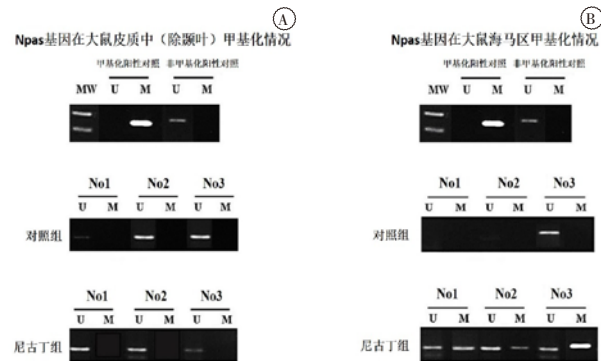 A
Npas基因在大鼠皮质中（除颞叶）甲基化情况
甲基化阳性对照 非甲基化阳性对照
MW U M U M
No1 No2 No3
U M U M U M
对照组
No1 No2 No3
U M U M U M
尼古丁组
B
Npas基因在大鼠海马区甲基化情况
甲基化阳性对照 非甲基化阳性对照
MW U M U M
No1 No2 No3
U M U M U M
对照组
No1 No2 No3
U M U M U M
尼古丁组